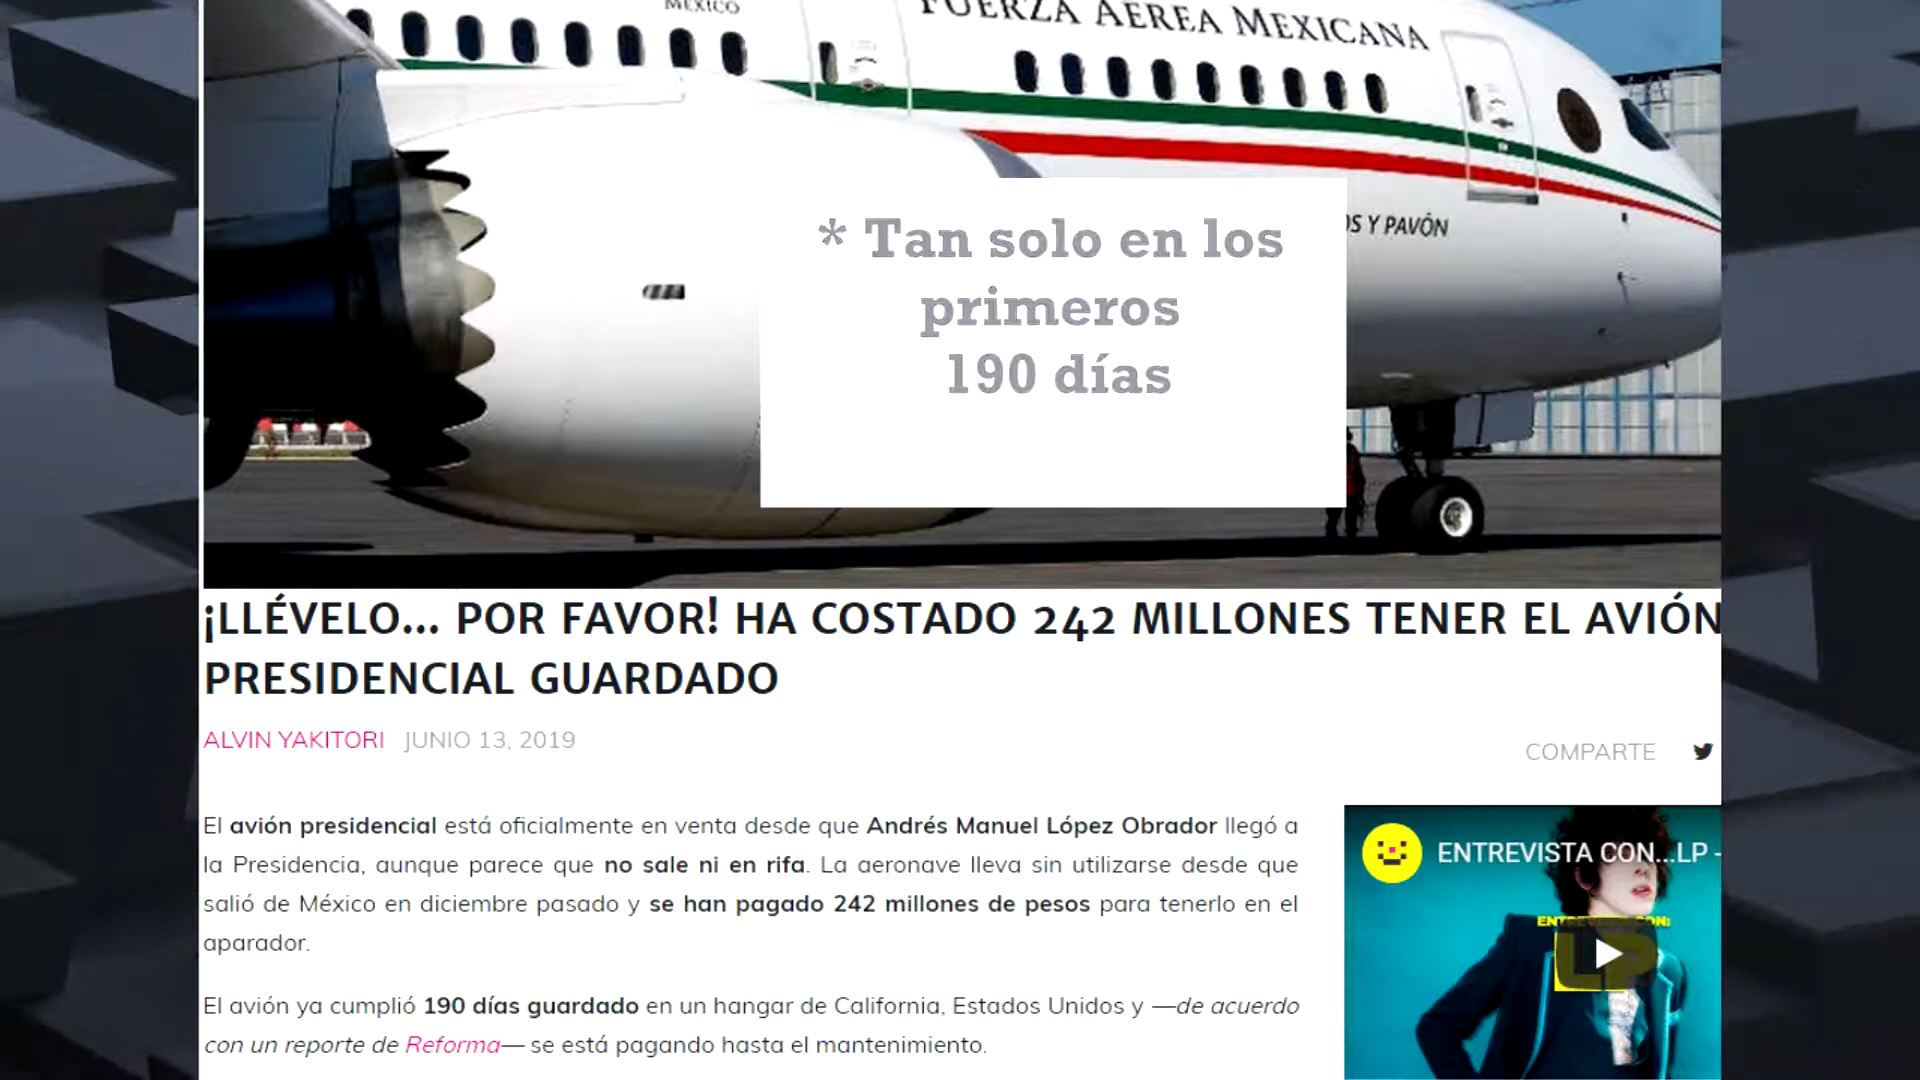 MÉXICO
FUERZA AÉREA MEXICANA
OS Y PAVÓN
* Tan solo en los
primeros
190 días
¡LLÉVELO... POR FAVOR! HA COSTADO 242 MILLONES TENER EL AVIÓN
PRESIDENCIAL GUARDADO
ALVIN YAKITORI JUNIO 13, 2019
COMPARTE
El avión presidencial está oficialmente en venta desde que Andrés Manuel López Obrador llegó a
la Presidencia, aunque parece que no sale ni en rifa. La aeronave lleva sin utilizarse desde que
salió de México en diciembre pasado y se han pagado 242 millones de pesos para tenerlo en el
aparador.
El avión ya cumplió 190 días guardado en un hangar de California, Estados Unidos y —de acuerdo
con un reporte de Reforma— se está pagando hasta el mantenimiento.
ENTREVISTA CON...LP -
ENTREVISTA CON:
LP